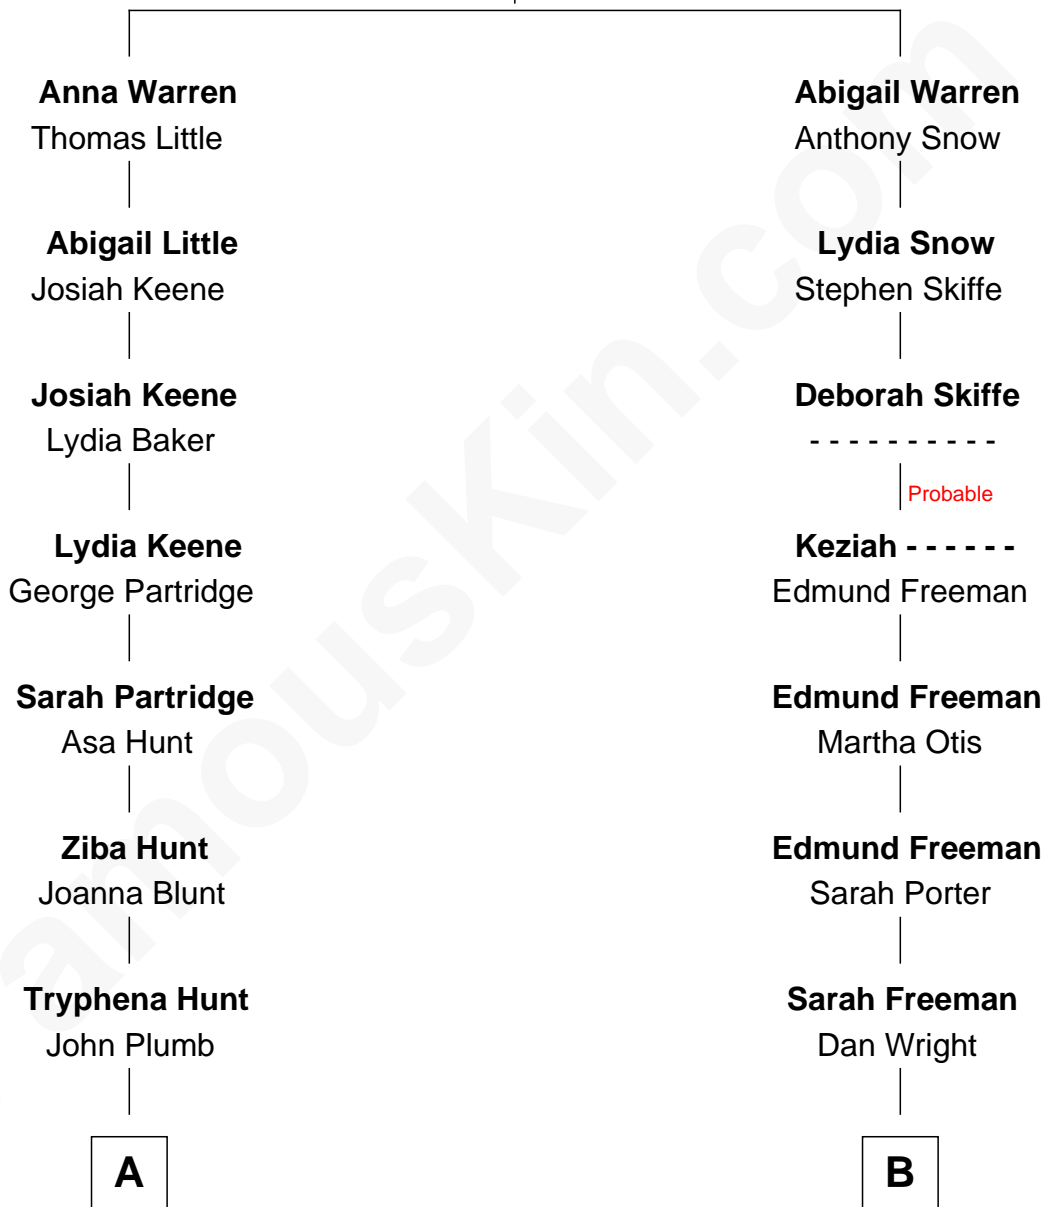 Anna Warren
Thomas Little
Abigail Little
Josiah Keene
Josiah Keene
Lydia Baker
Lydia Keene
George Partridge
Sarah Partridge
Asa Hunt
Ziba Hunt
Joanna Blunt
Tryphena Hunt
John Plumb
A
Abigail Warren
Anthony Snow
Lydia Snow
Stephen Skiffe
Deborah Skiffe
- - - - - - - - - -
Probable
Keziah - - - - - -
Edmund Freeman
Edmund Freeman
Martha Otis
Edmund Freeman
Sarah Porter
Sarah Freeman
Dan Wright
B
amouskin.com